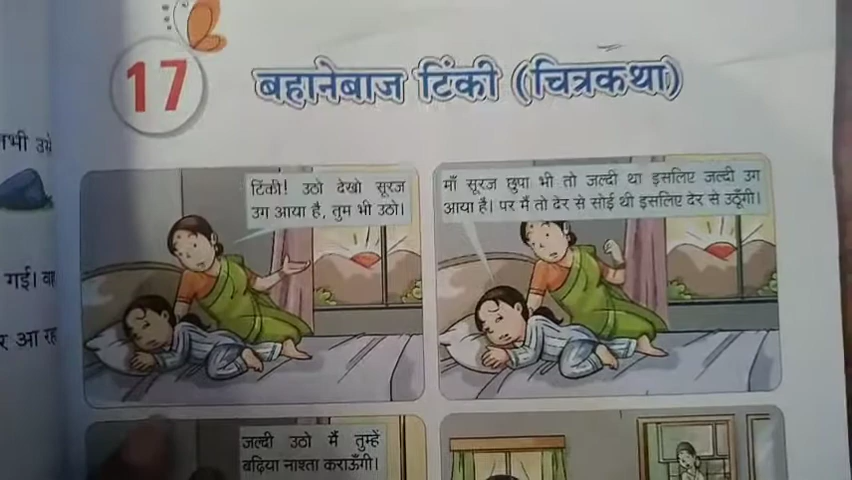 17
बहानेबाज टिंकी (चित्रकथा)
टिंकी! उठो देखो सूरज
उग आया है, तुम भी उठो।
माँ सूरज छुपा भी तो जल्दी था इसलिए जल्दी उग
आया है। पर मैं तो देर से सोई थी इसलिए देर से उठूँगी।
जल्दी उठो मैं तुम्हें
बढ़िया नाश्ता कराऊँगी।
गई।
आ रह